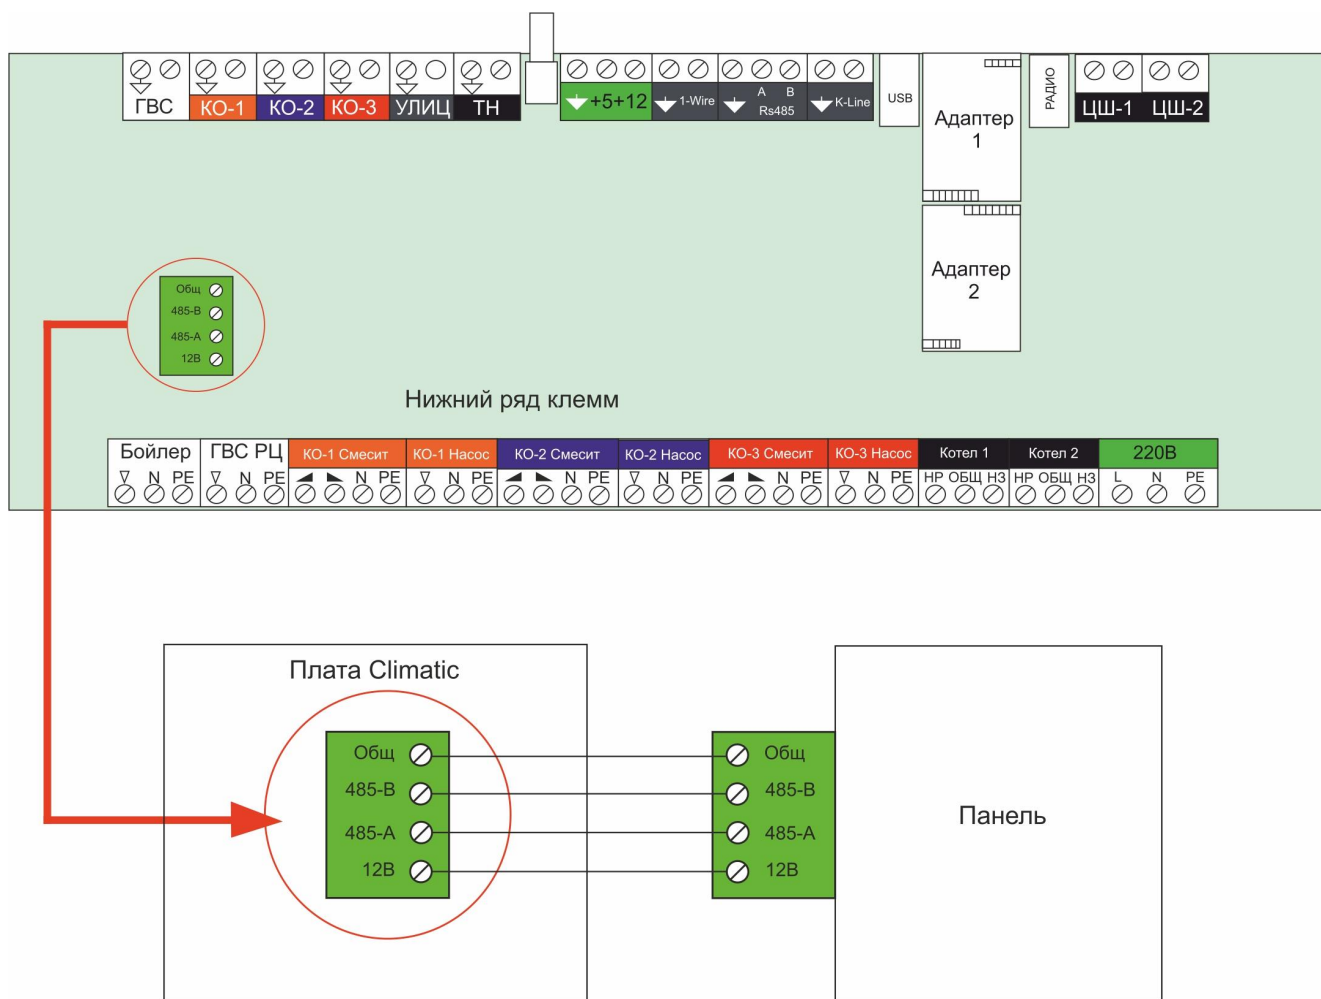 ГВС КО-1 КО-2 КО-3 УЛИЦ ТН
+5+12 1-Wire A B Rs485 K-Line
USB
Адаптер
1
РАДИО
ЦШ-1 ЦШ-2
Адаптер
2
Общ
485-В
485-А
12В
Нижний ряд клемм
Бойлер ГВС РЦ КО-1 Смесит КО-1 Насос КО-2 Смесит КО-2 Насос КО-3 Смесит КО-3 Насос Котел 1 Котел 2 220В
N PE N PE N PE N PE N PE N PE N PE N PE НР ОБЩ НЗ НР ОБЩ НЗ L N PE
Плата Climatic
Общ
485-В
485-А
12В
Общ
485-В
485-А
12В
Панель